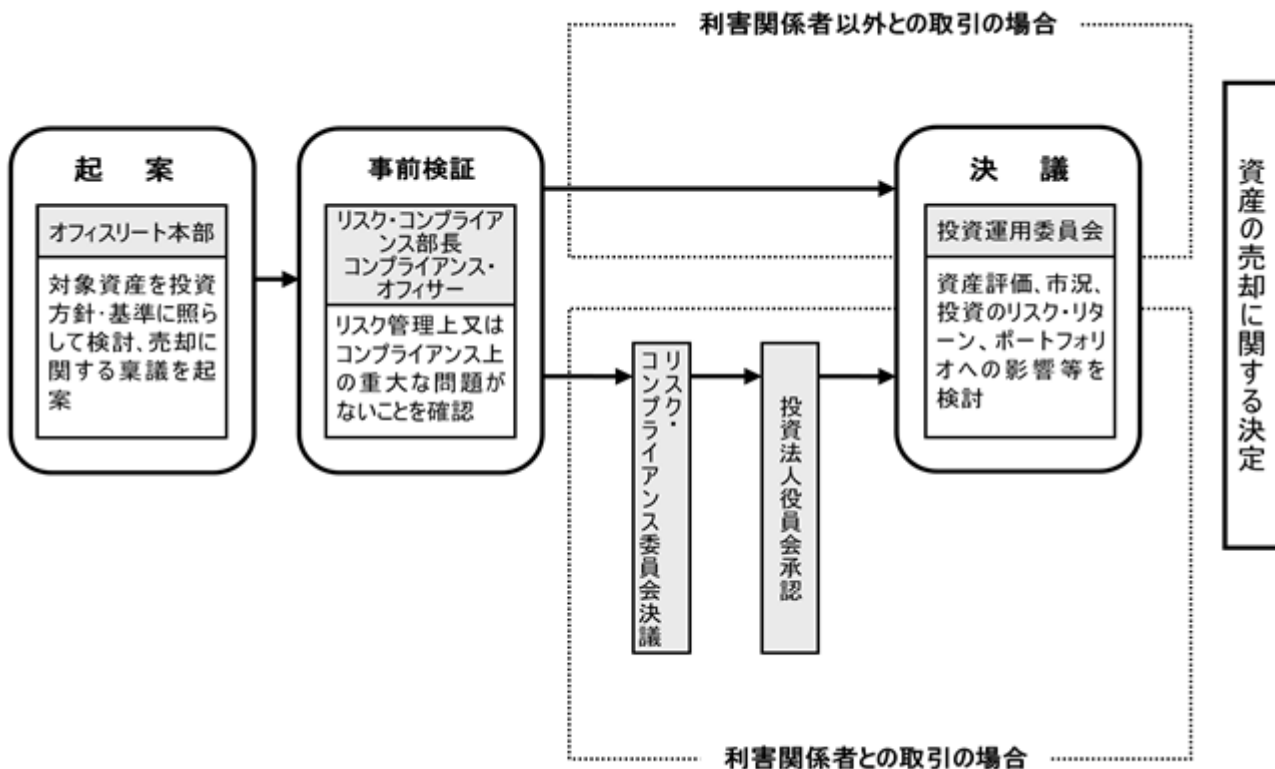 利害関係者以外との取引の場合
起　案
オフィスリート本部
対象資産を投資
方針・基準に照ら
して検討、売却に
関する稟議を起
案
事前検証
リスク・コンプライア
ンス部長
コンプライアンス・
オフィサー
リスク管理上又は
コンプライアンス上
の重大な問題が
ないことを確認
リスク・
コンプライアンス委員会決議
投資法人役員会承認
決　議
投資運用委員会
資産評価、市況、
投資のリスク・リタ
ーン、ポートフォリ
オへの影響等を
検討
資産の売却に関する決定
利害関係者との取引の場合